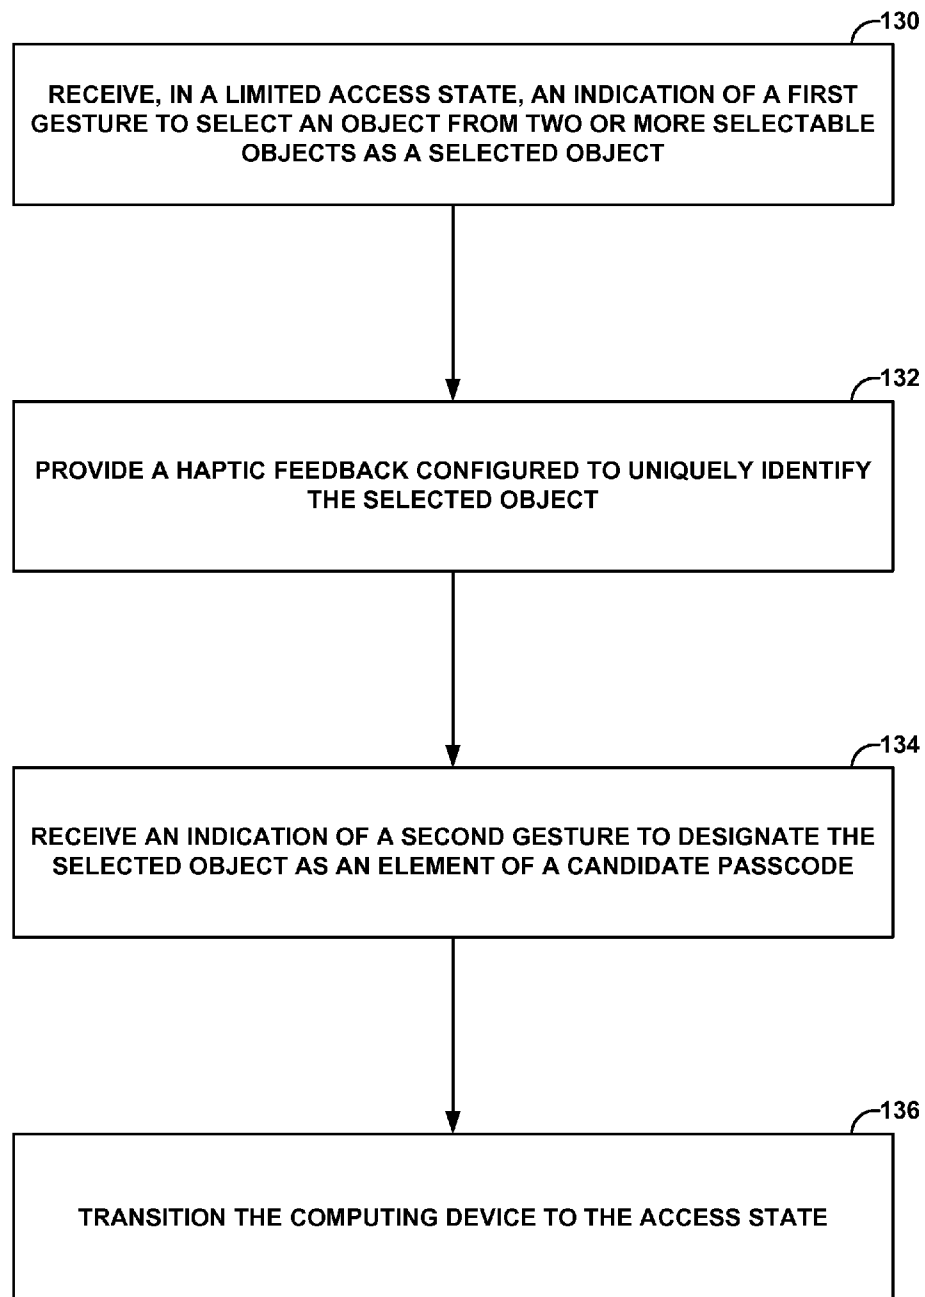 130
RECEIVE, IN A LIMITED ACCESS STATE, AN INDICATION OF A FIRST
GESTURE TO SELECT AN OBJECT FROM TWO OR MORE SELECTABLE
OBJECTS AS A SELECTED OBJECT
132
PROVIDE A HAPTIC FEEDBACK CONFIGURED TO UNIQUELY IDENTIFY
THE SELECTED OBJECT
134
RECEIVE AN INDICATION OF A SECOND GESTURE TO DESIGNATE THE
SELECTED OBJECT AS AN ELEMENT OF A CANDIDATE PASSCODE
136
TRANSITION THE COMPUTING DEVICE TO THE ACCESS STATE